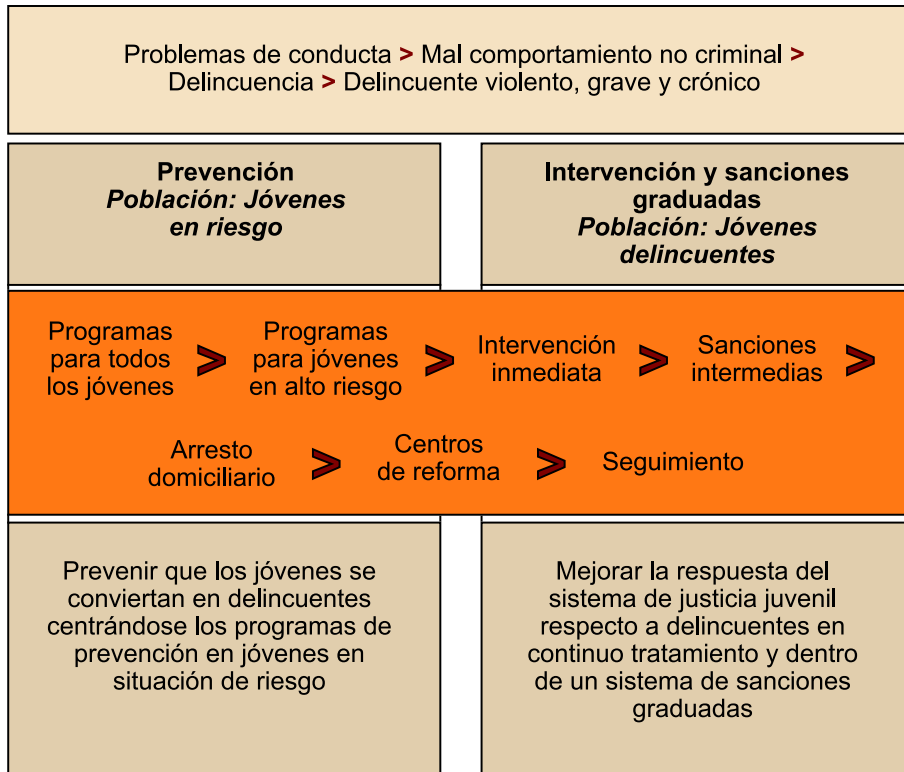 Problemas de conducta > Mal comportamiento no criminal >
Delincuencia > Delincuente violento, grave y crónico
Prevención
Población: Jóvenes
en riesgo
Intervención y sanciones
graduadas
Población: Jóvenes
delincuentes
Programas
para todos
los jóvenes
>
Programas
para jóvenes
en alto riesgo
>
Intervención
inmediata
>
Sanciones
intermedias
>
Arresto
domiciliario
>
Centros
de reforma
>
Seguimiento
Prevenir que los jóvenes se
conviertan en delincuentes
centrándose los programas de
prevención en jóvenes en
situación de riesgo
Mejorar la respuesta del
sistema de justicia juvenil
respecto a delincuentes en
continuo tratamiento y dentro
de un sistema de sanciones
graduadas